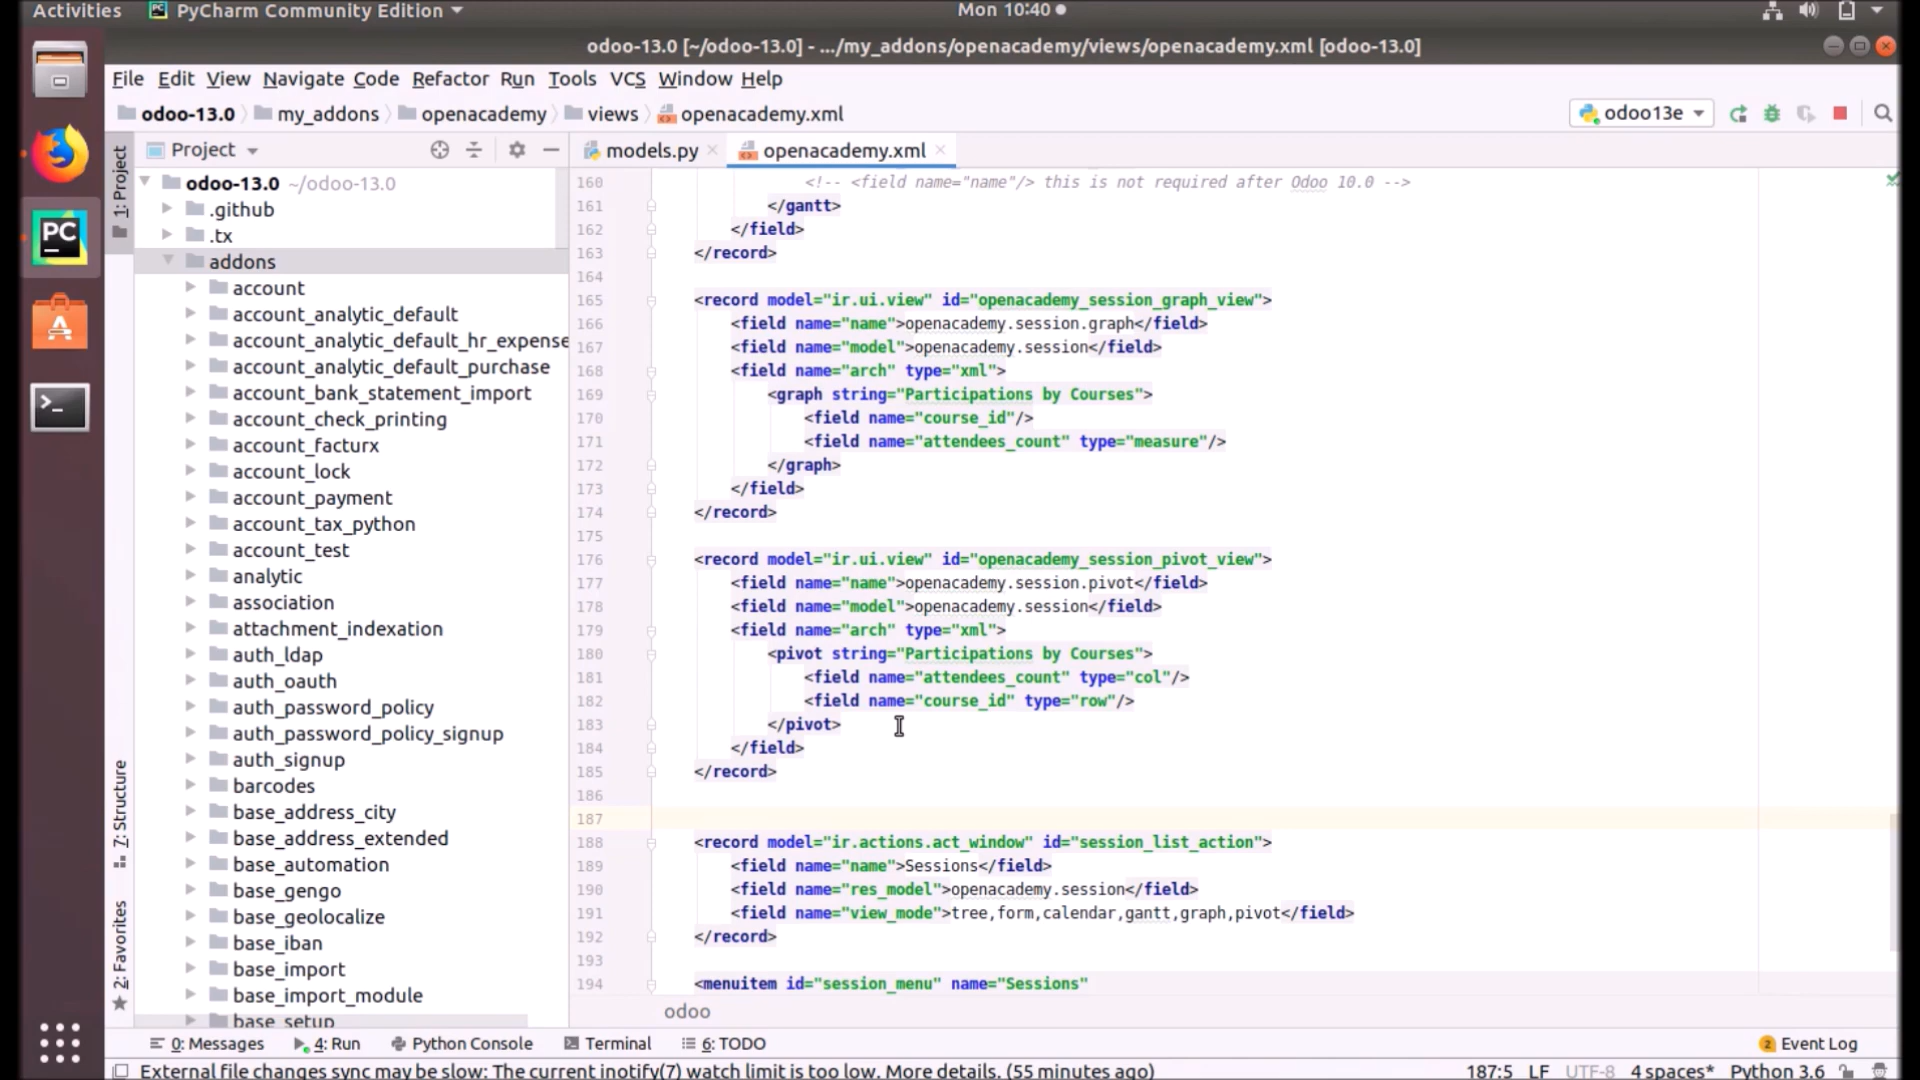 Activities PyCharm Community Edition Mon 10:40
odoo-13.0 [~/odoo-13.0] - .../my_addons/openacademy/views/openacademy.xml [odoo-13.0]
File Edit View Navigate Code Refactor Run Tools VCS Window Help
odoo-13.0 my_addons openacademy views openacademy.xml odoo13e
1: Project
Project
odoo-13.0 ~/odoo-13.0
.github
.tx
addons
account
account_analytic_default
account_analytic_default_hr_expense
account_analytic_default_purchase
account_bank_statement_import
account_check_printing
account_facturx
account_lock
account_payment
account_tax_python
account_test
analytic
association
attachment_indexation
auth_ldap
auth_oauth
auth_password_policy
auth_password_policy_signup
auth_signup
barcodes
base_address_city
base_address_extended
base_automation
base_gengo
base_geolocalize
base_iban
base_import
base_import_module
base_setup
7: Structure
2: Favorites
models.py openacademy.xml
160 <!-- <field name="name"/> this is not required after Odoo 10.0 -->
161 </gantt>
162 </field>
163 </record>
164
165 <record model="ir.ui.view" id="openacademy_session_graph_view">
166 <field name="name">openacademy.session.graph</field>
167 <field name="model">openacademy.session</field>
168 <field name="arch" type="xml">
169 <graph string="Participations by Courses">
170 <field name="course_id"/>
171 <field name="attendees_count" type="measure"/>
172 </graph>
173 </field>
174 </record>
175
176 <record model="ir.ui.view" id="openacademy_session_pivot_view">
177 <field name="name">openacademy.session.pivot</field>
178 <field name="model">openacademy.session</field>
179 <field name="arch" type="xml">
180 <pivot string="Participations by Courses">
181 <field name="attendees_count" type="col"/>
182 <field name="course_id" type="row"/>
183 </pivot>
184 </field>
185 </record>
186
187
188 <record model="ir.actions.act_window" id="session_list_action">
189 <field name="name">Sessions</field>
190 <field name="res_model">openacademy.session</field>
191 <field name="view_mode">tree,form,calendar,gantt,graph,pivot</field>
192 </record>
193
194 <menuitem id="session_menu" name="Sessions"
odoo
0: Messages 4: Run Python Console Terminal 6: TODO 2 Event Log
External file changes sync may be slow: The current inotify(7) watch limit is too low. More details. (55 minutes ago) 187:5 LF UTF-8 4 spaces* Python 3.6